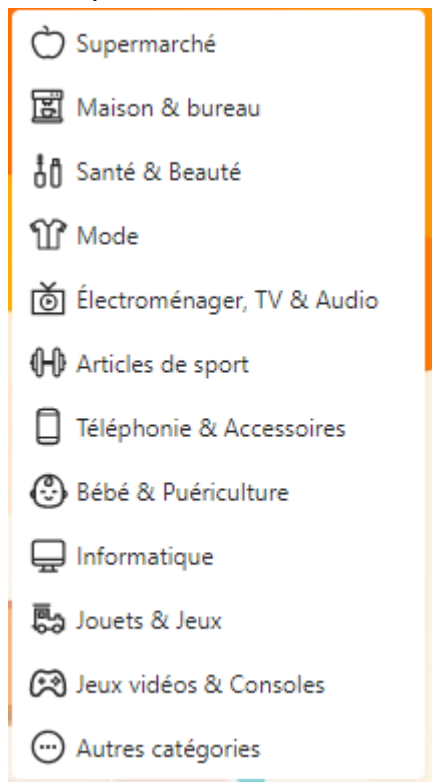 Supermarché
Maison & bureau
Santé & Beauté
Mode
Électroménager, TV & Audio
Articles de sport
Téléphonie & Accessoires
Bébé & Puériculture
Informatique
Jouets & Jeux
Jeux vidéos & Consoles
Autres catégories